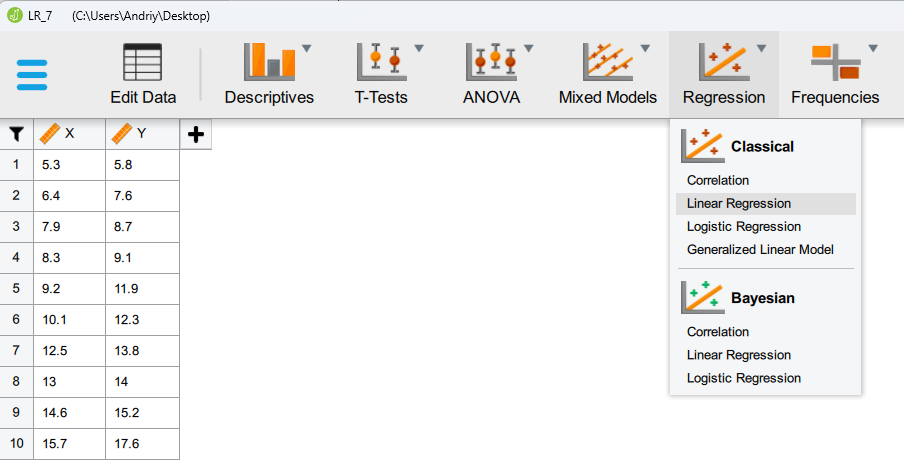 LR_7 (C:\Users\Andriy\Desktop)
Edit Data Descriptives T-Tests ANOVA Mixed Models Regression Frequencies
X Y
1 5.3 5.8
2 6.4 7.6
3 7.9 8.7
4 8.3 9.1
5 9.2 11.9
6 10.1 12.3
7 12.5 13.8
8 13 14
9 14.6 15.2
10 15.7 17.6
Classical
Correlation
Linear Regression
Logistic Regression
Generalized Linear Model
Bayesian
Correlation
Linear Regression
Logistic Regression